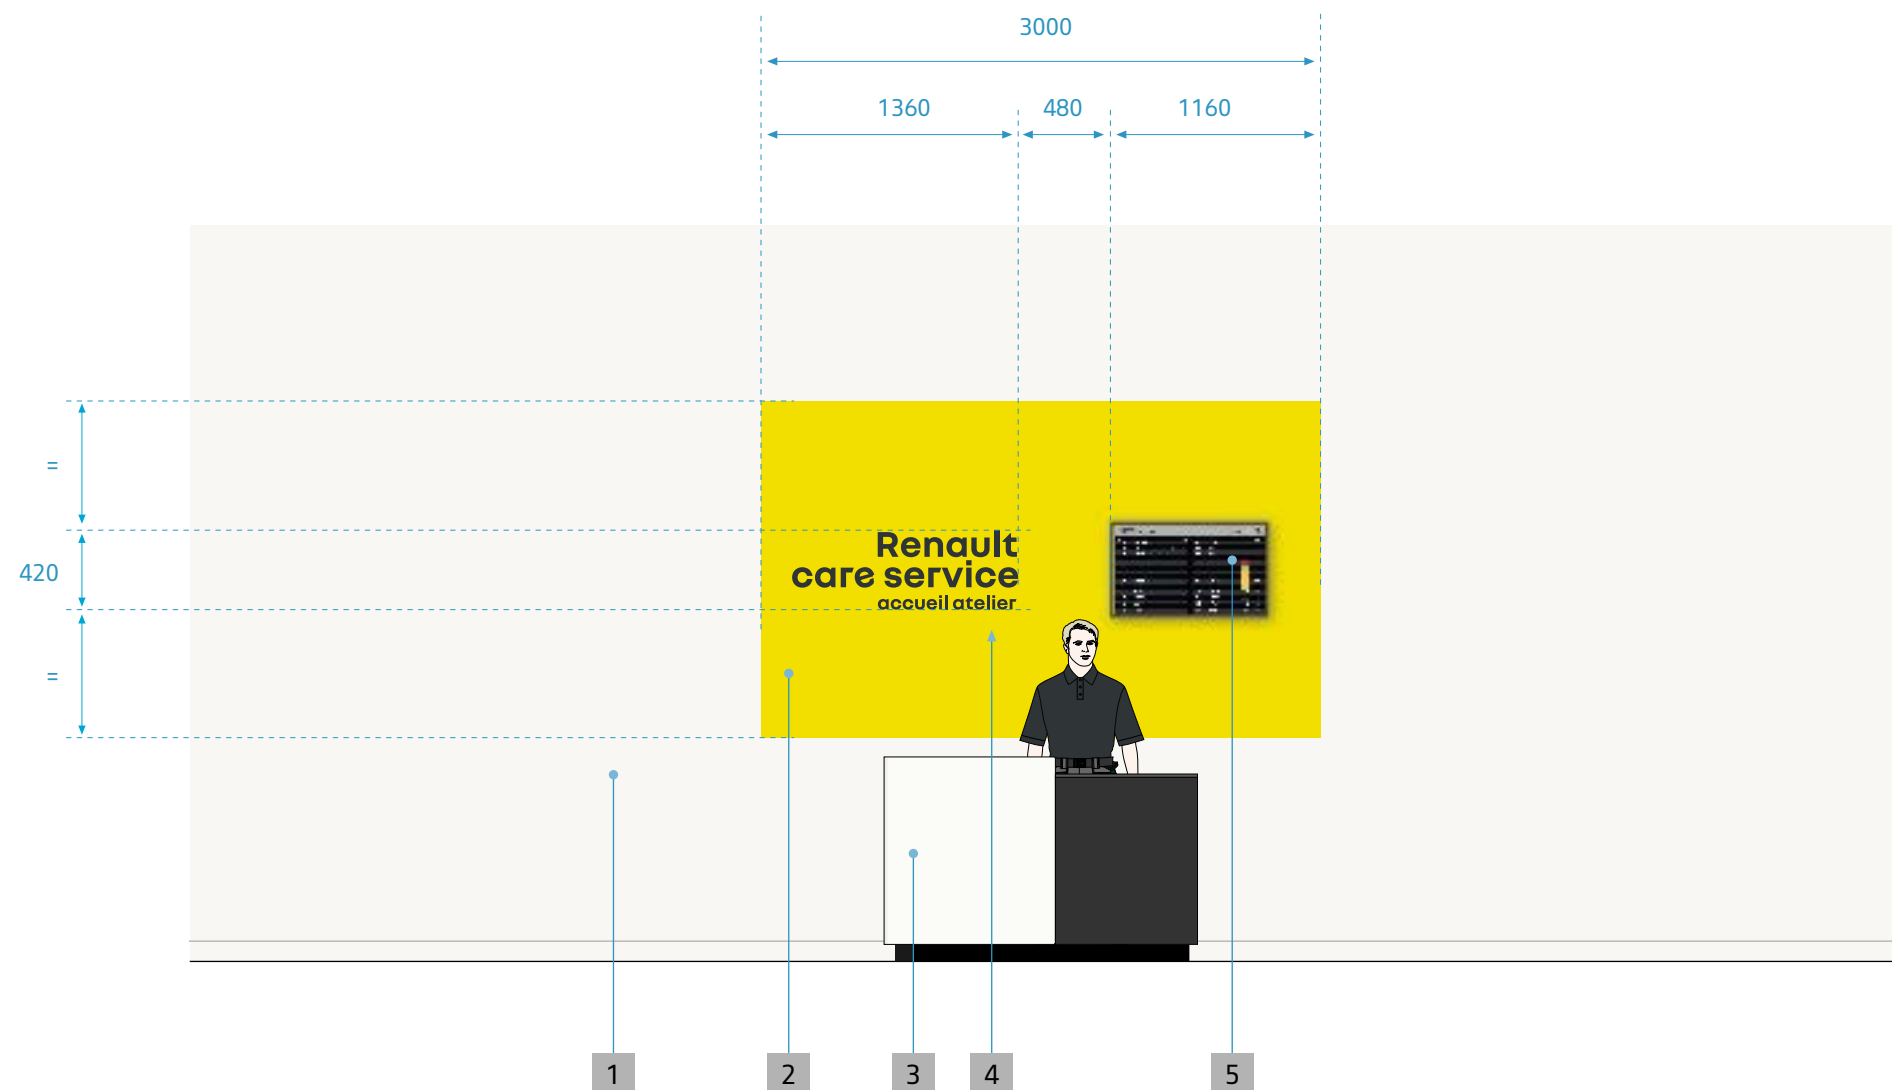 3000
1360 480 1160
=
420
=
Renault
care service
accueil atelier
1 2 3 4 5